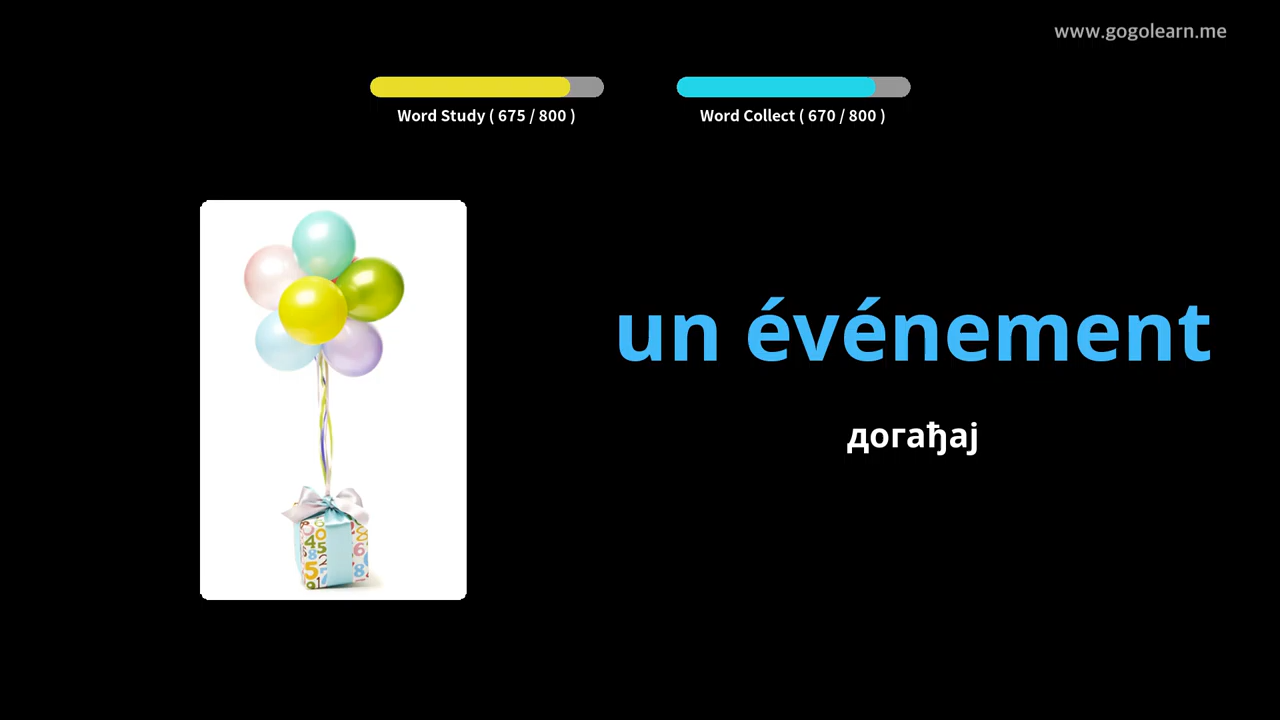 www.gogolearn.me
Word Study ( 675 / 800 )
Word Collect ( 670 / 800 )
un événement
догађај